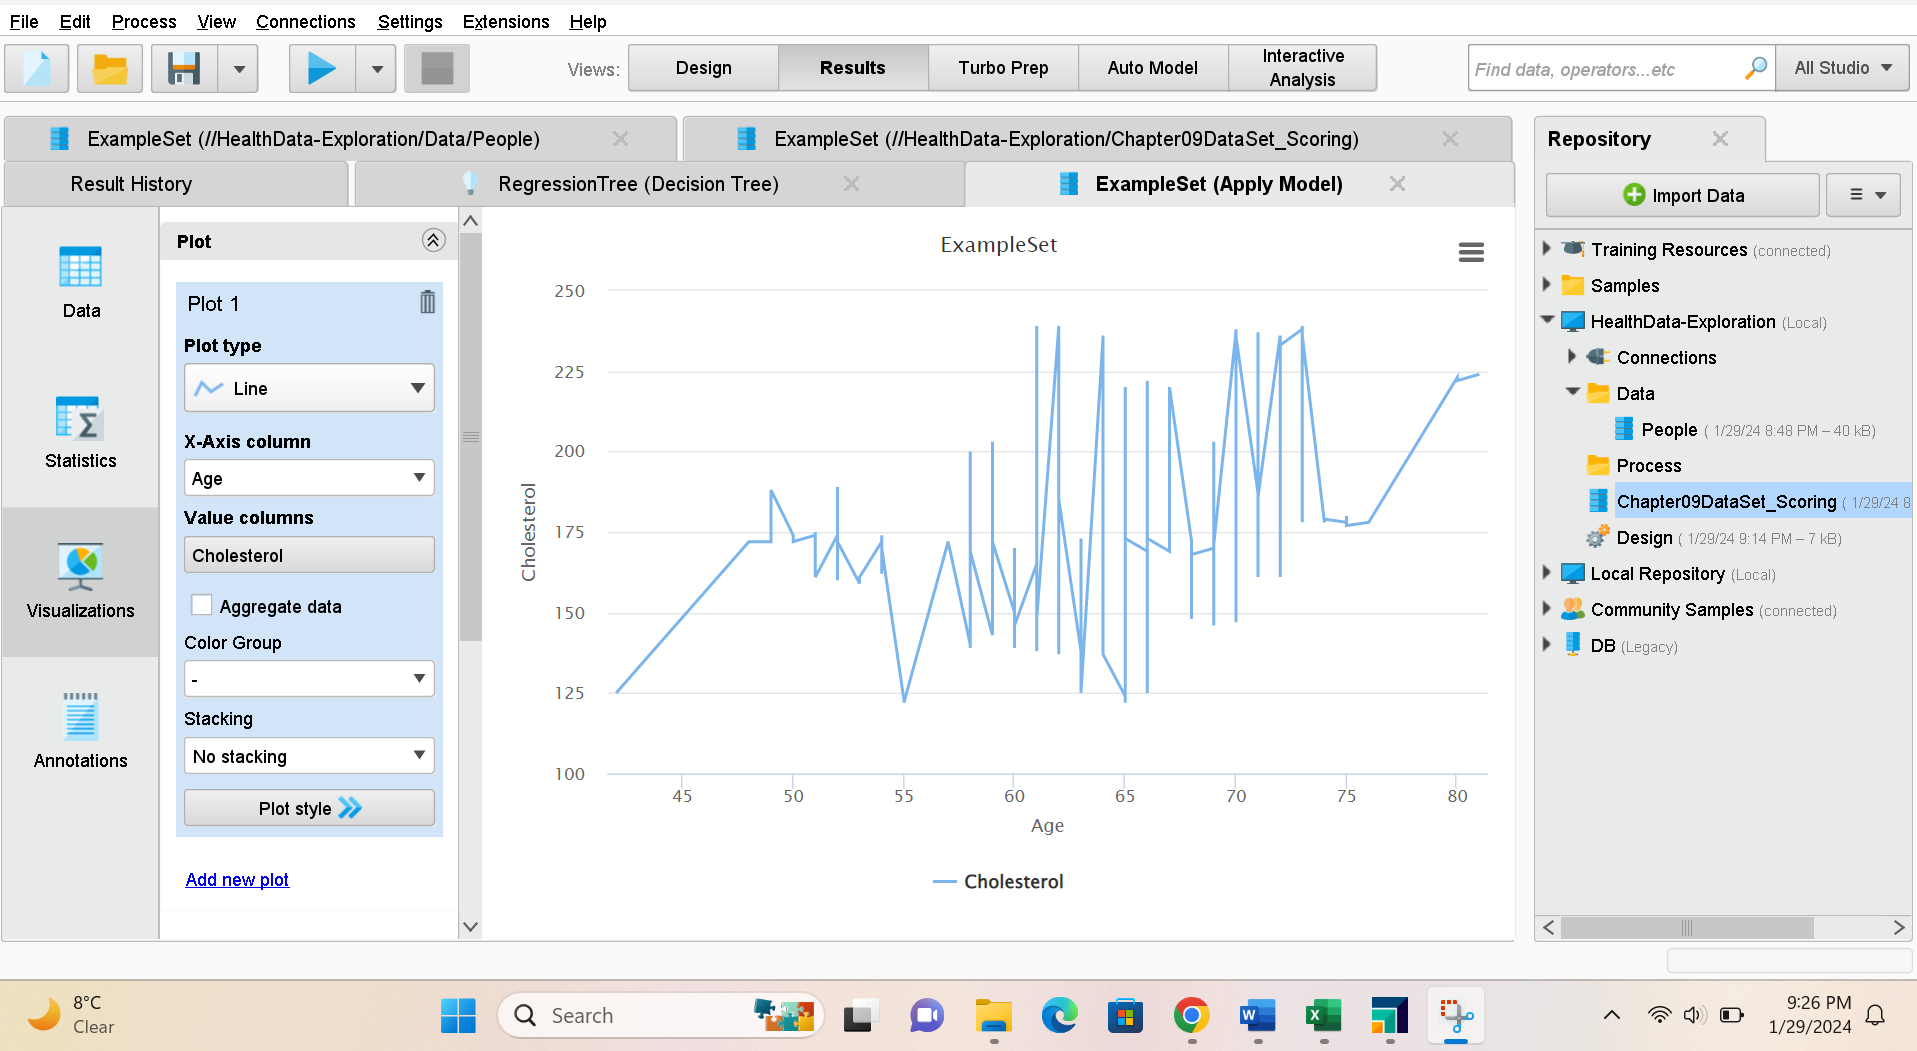 File Edit Process View Connections Settings Extensions Help
Views: Design Results Turbo Prep Auto Model Interactive Analysis
Find data, operators...etc All Studio
ExampleSet (//HealthData-Exploration/Data/People) ExampleSet (//HealthData-Exploration/Chapter09DataSet_Scoring)
Result History RegressionTree (Decision Tree) ExampleSet (Apply Model)
Data
Statistics
Visualizations
Annotations
Plot
Plot 1
Plot type
Line
X-Axis column
Age
Value columns
Cholesterol
Aggregate data
Color Group
-
Stacking
No stacking
Plot style
Add new plot
ExampleSet
Cholesterol
250
225
200
175
150
125
100
45 50 55 60 65 70 75 80
Age
Cholesterol
Repository
Import Data
Training Resources (connected)
Samples
HealthData-Exploration (Local)
Connections
Data
People ( 1/29/24 8:48 PM – 40 kB)
Process
Chapter09DataSet_Scoring ( 1/29/24 8
Design ( 1/29/24 9:14 PM – 7 kB)
Local Repository (Local)
Community Samples (connected)
DB (Legacy)
8°C
Clear
Search
W
X
9:26 PM
1/29/2024